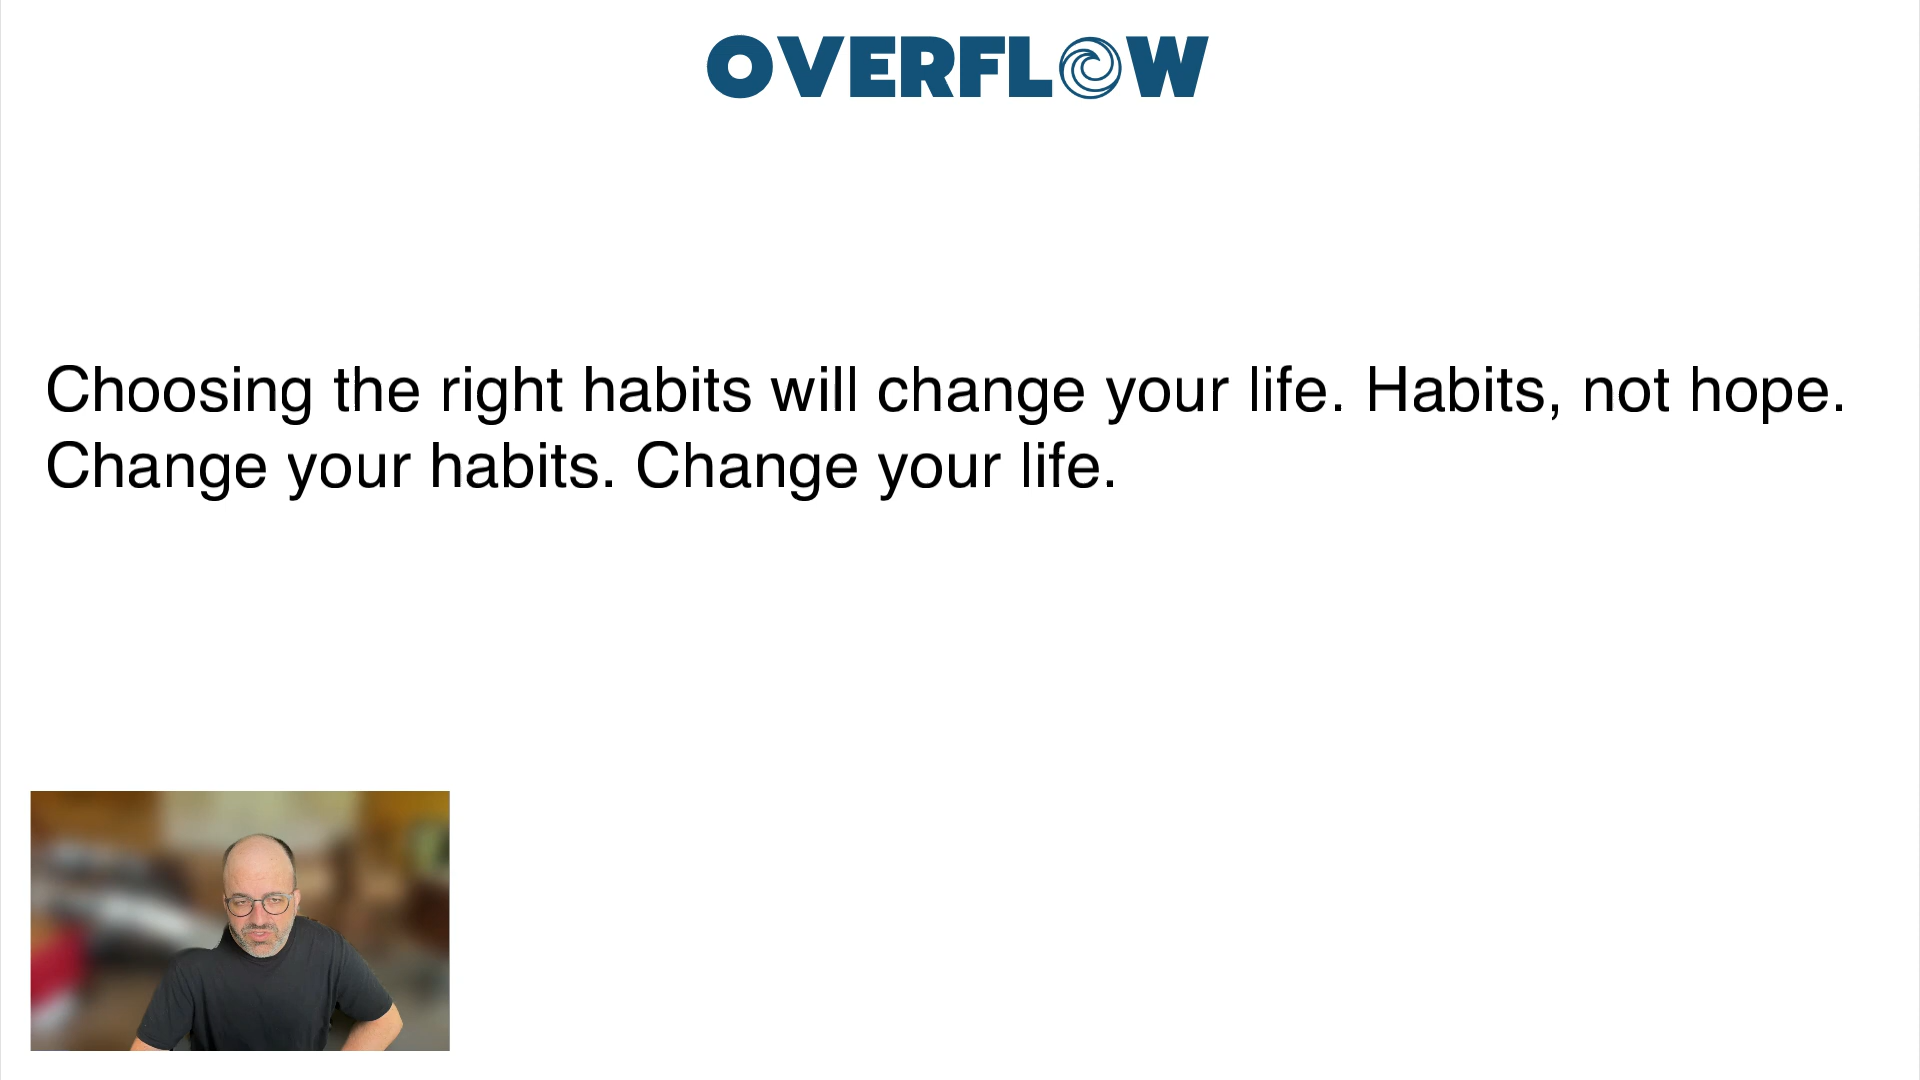 OVERFLOW
Choosing the right habits will change your life. Habits, not hope.
Change your habits. Change your life.